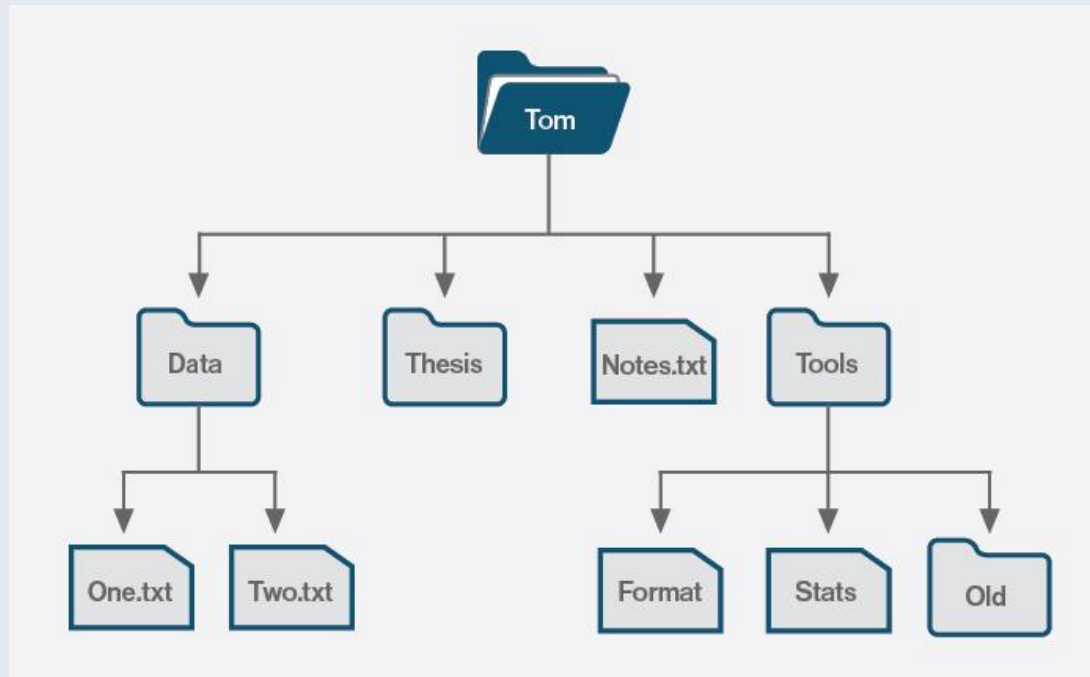 Tom
Data
Thesis
Notes.txt
Tools
One.txt
Two.txt
Format
Stats
Old